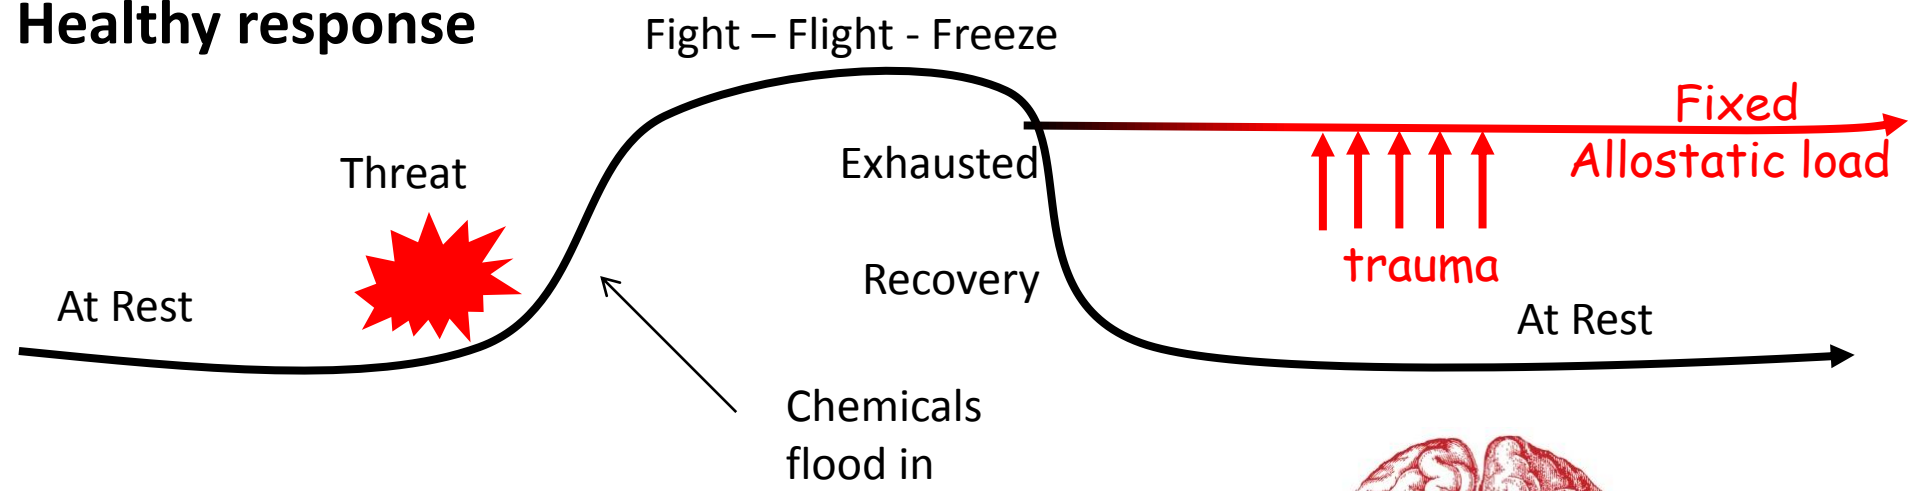 Healthy response
Fight – Flight - Freeze
Fixed
Allostatic load
Threat
Exhausted
trauma
Recovery
At Rest
At Rest
Chemicals
flood in